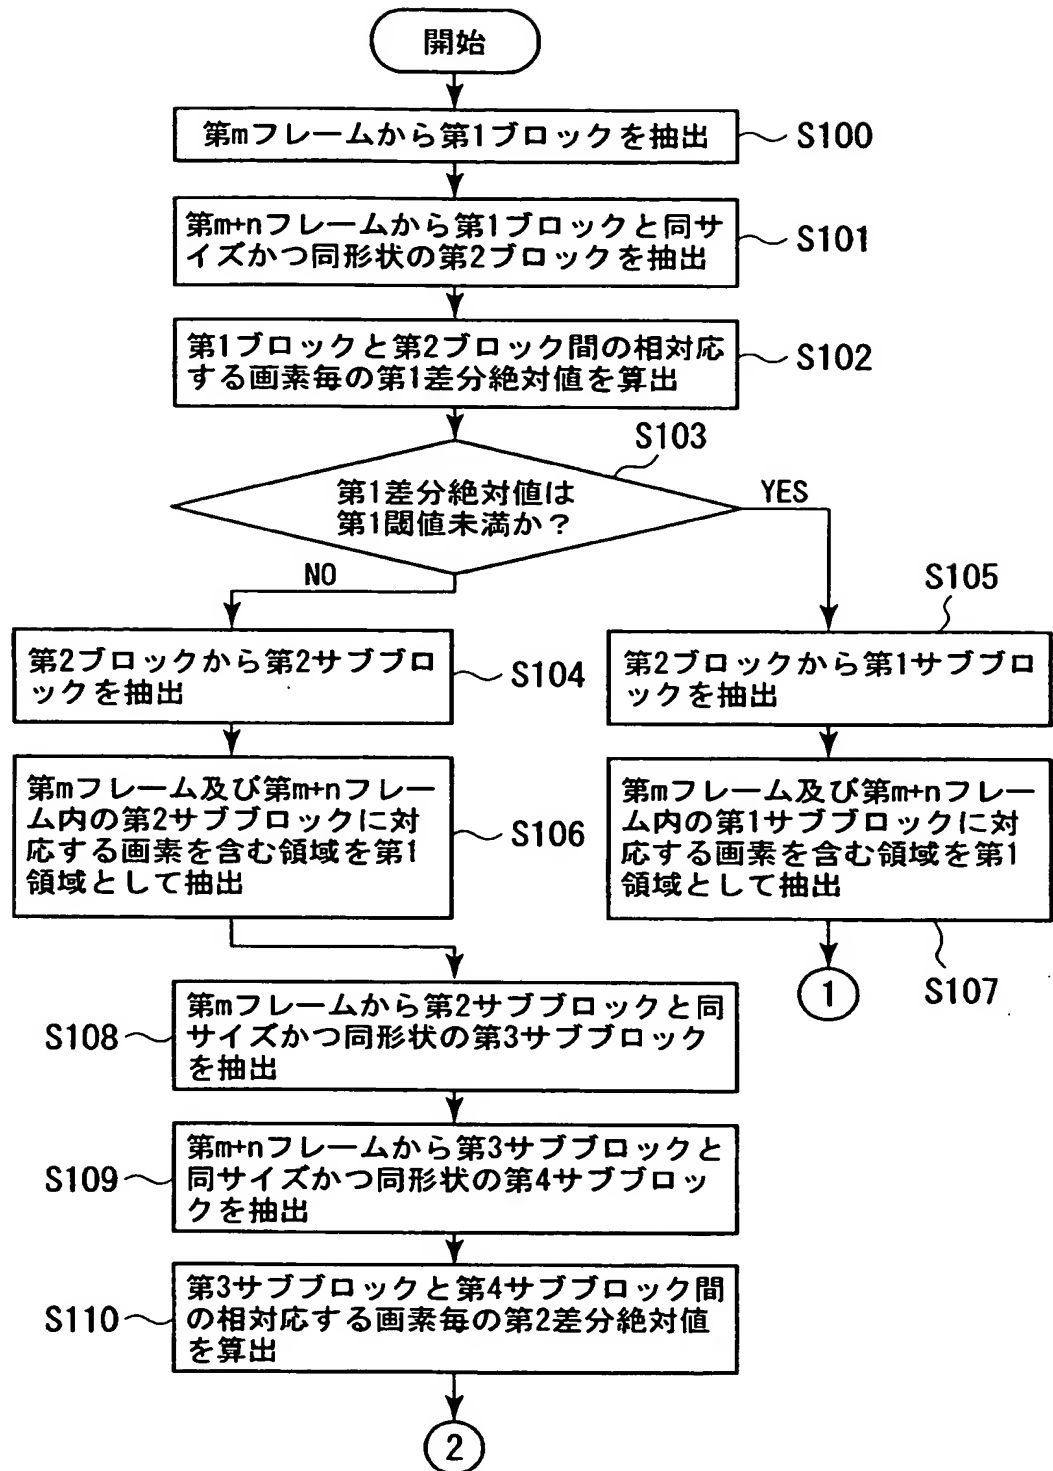 開始
第mフレームから第1ブロックを抽出
S100
第m+nフレームから第1ブロックと同サ
イズかつ同形状の第2ブロックを抽出
S101
第1ブロックと第2ブロック間の相対応
する画素毎の第1差分絶対値を算出
S102
S103
第1差分絶対値は
第1閾値未満か？
YES
NO
S105
第2ブロックから第2サブブロ
ックを抽出
S104
第2ブロックから第1サブブロ
ックを抽出
第mフレーム及び第m+nフレー
ム内の第2サブブロックに対
応する画素を含む領域を第1
領域として抽出
S106
第mフレーム及び第m+nフレー
ム内の第1サブブロックに対
応する画素を含む領域を第1
領域として抽出
S107
1
第mフレームから第2サブブロックと同
サイズかつ同形状の第3サブブロック
を抽出
S108
第m+nフレームから第3サブブロックと
同サイズかつ同形状の第4サブブロッ
クを抽出
S109
第3サブブロックと第4サブブロック間
の相対応する画素毎の第2差分絶対値
を算出
S110
2